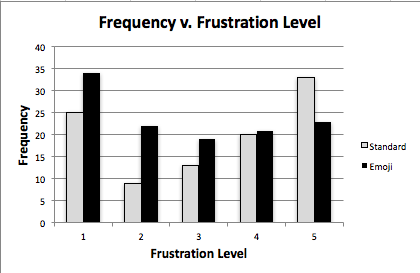 Frequency v. Frustration Level
40
35
30
25
20
15
10
5
0
Frequency
1 2 3 4 5
Frustration Level
Standard
Emoji